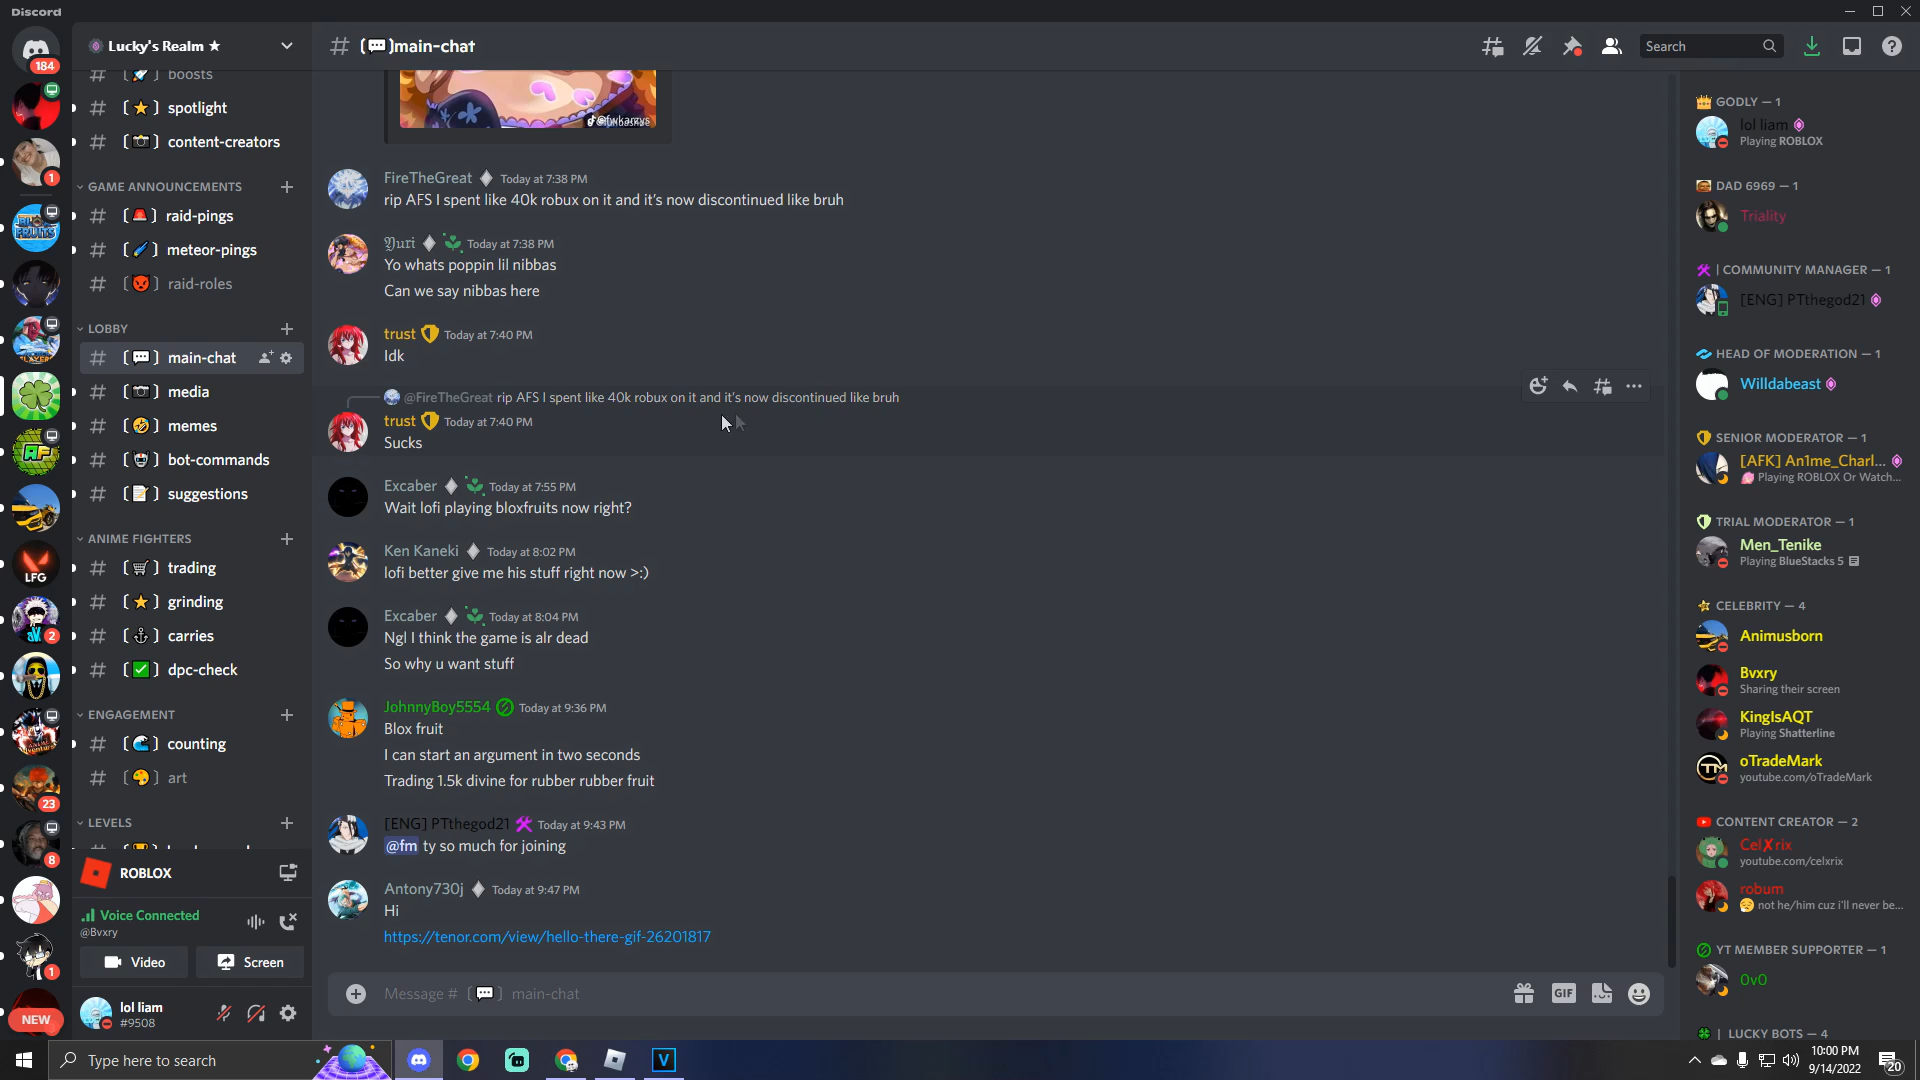 Discord
184
1
LFG
2
23
8
1
NEW
Lucky's Realm ★
boosts
spotlight
content-creators
GAME ANNOUNCEMENTS
raid-pings
meteor-pings
raid-roles
LOBBY
main-chat
media
memes
bot-commands
suggestions
ANIME FIGHTERS
trading
grinding
carries
dpc-check
ENGAGEMENT
counting
art
LEVELS
ROBLOX
Voice Connected
@Bvxry
Video
Screen
lol liam
#9508
# (💬)main-chat
Search
FireTheGreat Today at 7:38 PM
rip AFS I spent like 40k robux on it and it's now discontinued like bruh
𝔜uri Today at 7:38 PM
Yo whats poppin lil nibbas
Can we say nibbas here
trust Today at 7:40 PM
Idk
@FireTheGreat rip AFS I spent like 40k robux on it and it's now discontinued like bruh
trust Today at 7:40 PM
Sucks
Excaber Today at 7:55 PM
Wait lofi playing bloxfruits now right?
Ken Kaneki Today at 8:02 PM
lofi better give me his stuff right now >:)
Excaber Today at 8:04 PM
Ngl I think the game is alr dead
So why u want stuff
JohnnyBoy5554 Today at 9:36 PM
Blox fruit
I can start an argument in two seconds
Trading 1.5k divine for rubber rubber fruit
[ENG] PTthegod21 Today at 9:43 PM
@fm ty so much for joining
Antony730j Today at 9:47 PM
Hi
https://tenor.com/view/hello-there-gif-26201817
Message # 〔💬〕main-chat
GIF
GODLY — 1
lol liam
Playing ROBLOX
DAD 6969 — 1
Triality
| COMMUNITY MANAGER — 1
[ENG] PTthegod21
HEAD OF MODERATION — 1
Willdabeast
SENIOR MODERATOR — 1
[AFK] An1me_Charl...
Playing ROBLOX Or Watch...
TRIAL MODERATOR — 1
Men_Tenike
Playing BlueStacks 5
CELEBRITY — 4
Animusborn
Bvxry
Sharing their screen
KingIsAQT
Playing Shatterline
oTradeMark
youtube.com/oTradeMark
CONTENT CREATOR — 2
Cel✗rix
youtube.com/celxrix
robum
not he/him cuz i'll never be...
YT MEMBER SUPPORTER — 1
0v0
| LUCKY BOTS — 4
Type here to search
V
10:00 PM
9/14/2022
20